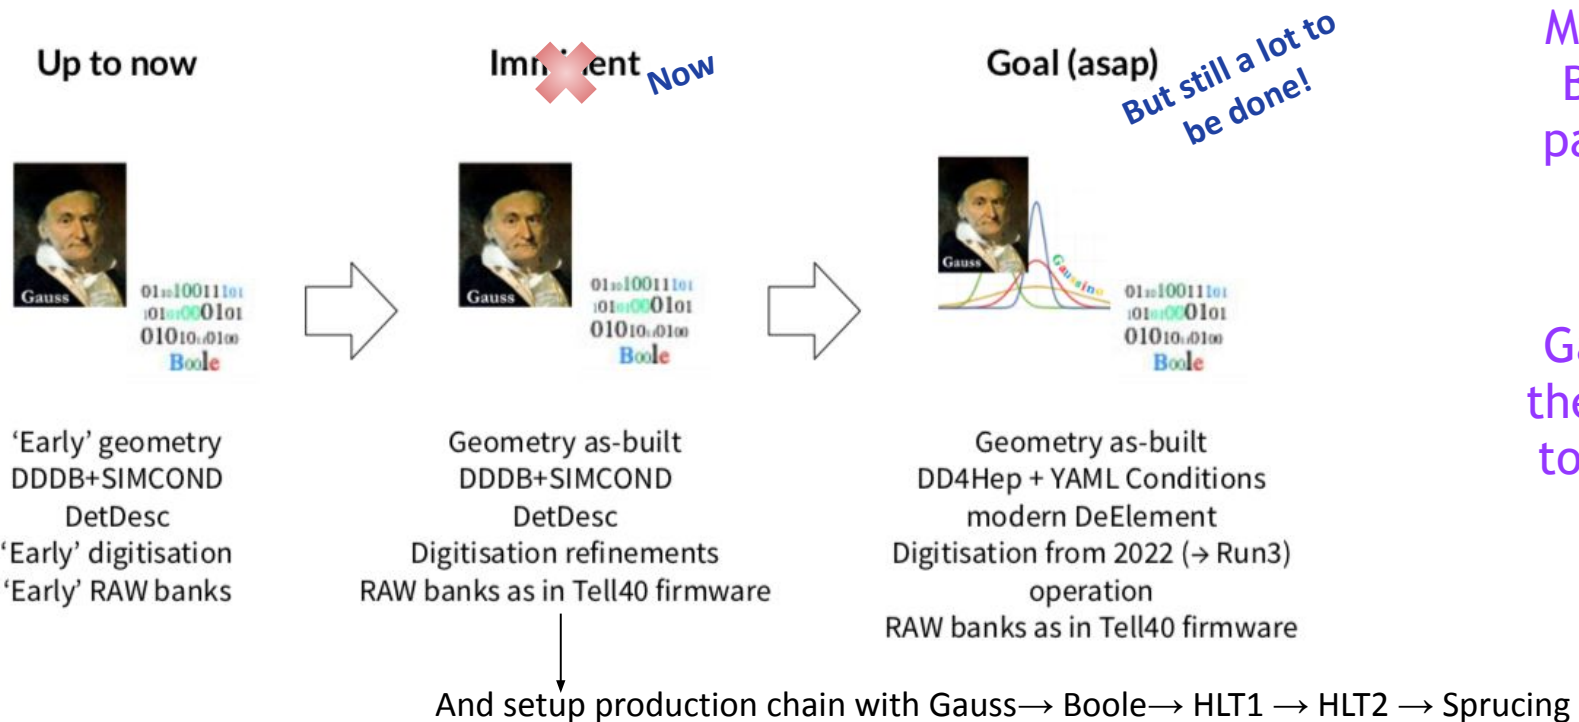 Up to now
Now
Goal (asap)
But still a lot to
be done!
Gauss
Boole
Gauss
Boole
Gauss
Gaussino
Boole
‘Early’ geometry
DDDB+SIMCOND
DetDesc
‘Early’ digitisation
‘Early’ RAW banks
Geometry as-built
DDDB+SIMCOND
DetDesc
Digitisation refinements
RAW banks as in Tell40 firmware
Geometry as-built
DD4Hep + YAML Conditions
modern DeElement
Digitisation from 2022 (→ Run3)
operation
RAW banks as in Tell40 firmware
And setup production chain with Gauss→ Boole→ HLT1 → HLT2 → Sprucing